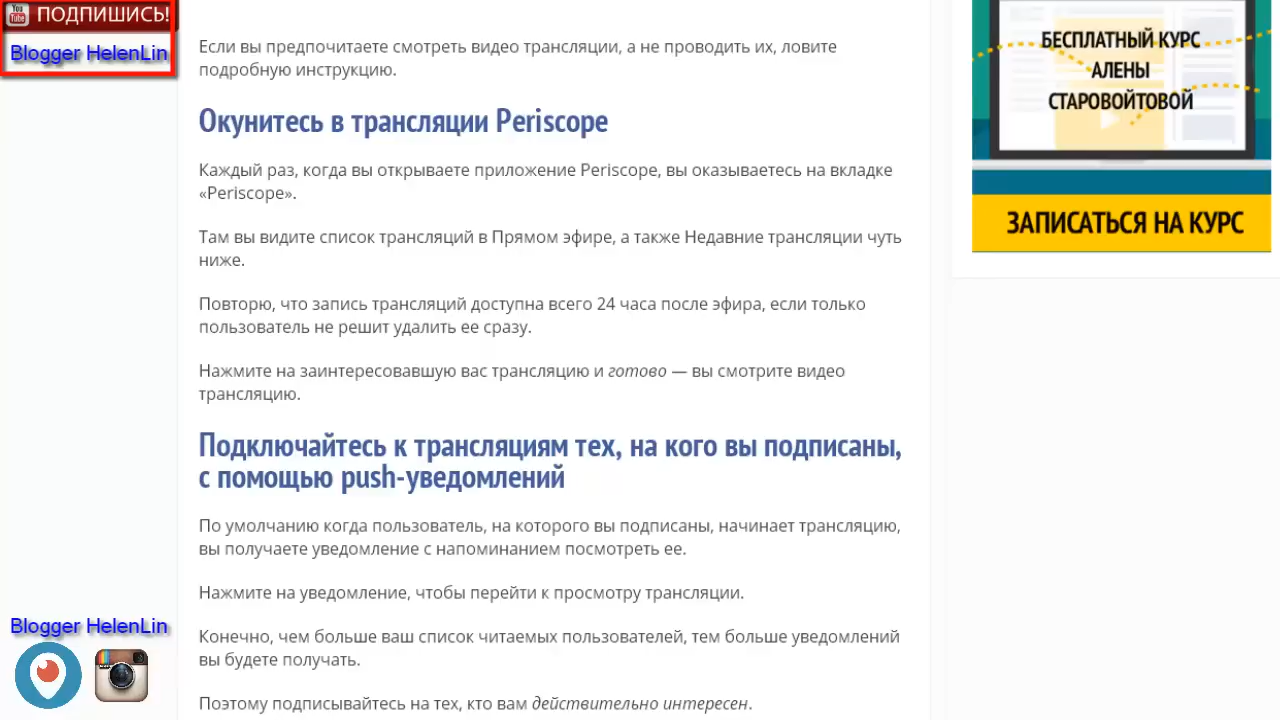 You
Tube
ПОДПИШИСЬ!
Blogger HelenLin
Если вы предпочитаете смотреть видео трансляции, а не проводить их, ловите
подробную инструкцию.
Окунитесь в трансляции Periscope
Каждый раз, когда вы открываете приложение Periscope, вы оказываетесь на вкладке
«Periscope».
Там вы видите список трансляций в Прямом эфире, а также Недавние трансляции чуть
ниже.
Повторю, что запись трансляций доступна всего 24 часа после эфира, если только
пользователь не решит удалить ее сразу.
Нажмите на заинтересовавшую вас трансляцию и готово — вы смотрите видео
трансляцию.
Подключайтесь к трансляциям тех, на кого вы подписаны,
с помощью push-уведомлений
По умолчанию когда пользователь, на которого вы подписаны, начинает трансляцию,
вы получаете уведомление с напоминанием посмотреть ее.
Нажмите на уведомление, чтобы перейти к просмотру трансляции.
Конечно, чем больше ваш список читаемых пользователей, тем больше уведомлений
вы будете получать.
Поэтому подписывайтесь на тех, кто вам действительно интересен.
БЕСПЛАТНЫЙ КУРС
АЛЕНЫ
СТАРОВОЙТОВОЙ
ЗАПИСАТЬСЯ НА КУРС
Blogger HelenLin